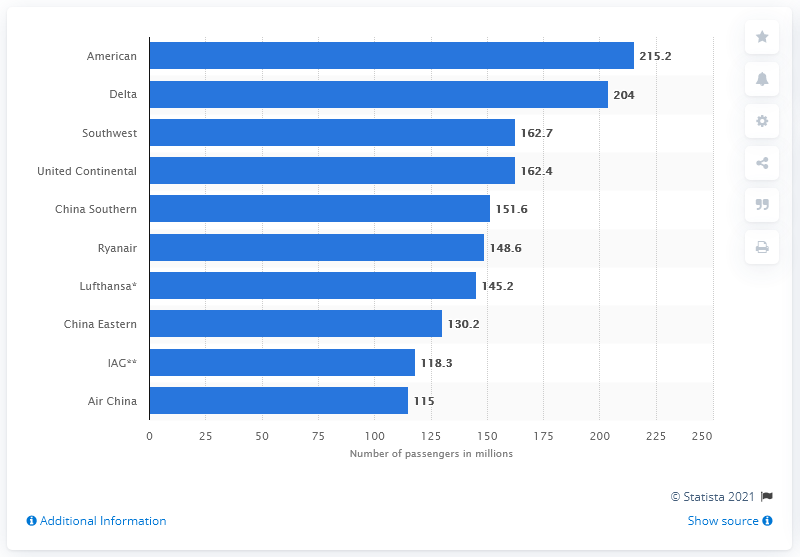 American 215.2
Delta 204
Southwest 162.7
United Continental 162.4
China Southern 151.6
Ryanair 148.6
Lufthansa* 145.2
China Eastern 130.2
IAG** 118.3
Air China 115
0 25 50 75 100 125 150 175 200 225 250
Number of passengers in millions
© Statista 2021
Additional Information Show source